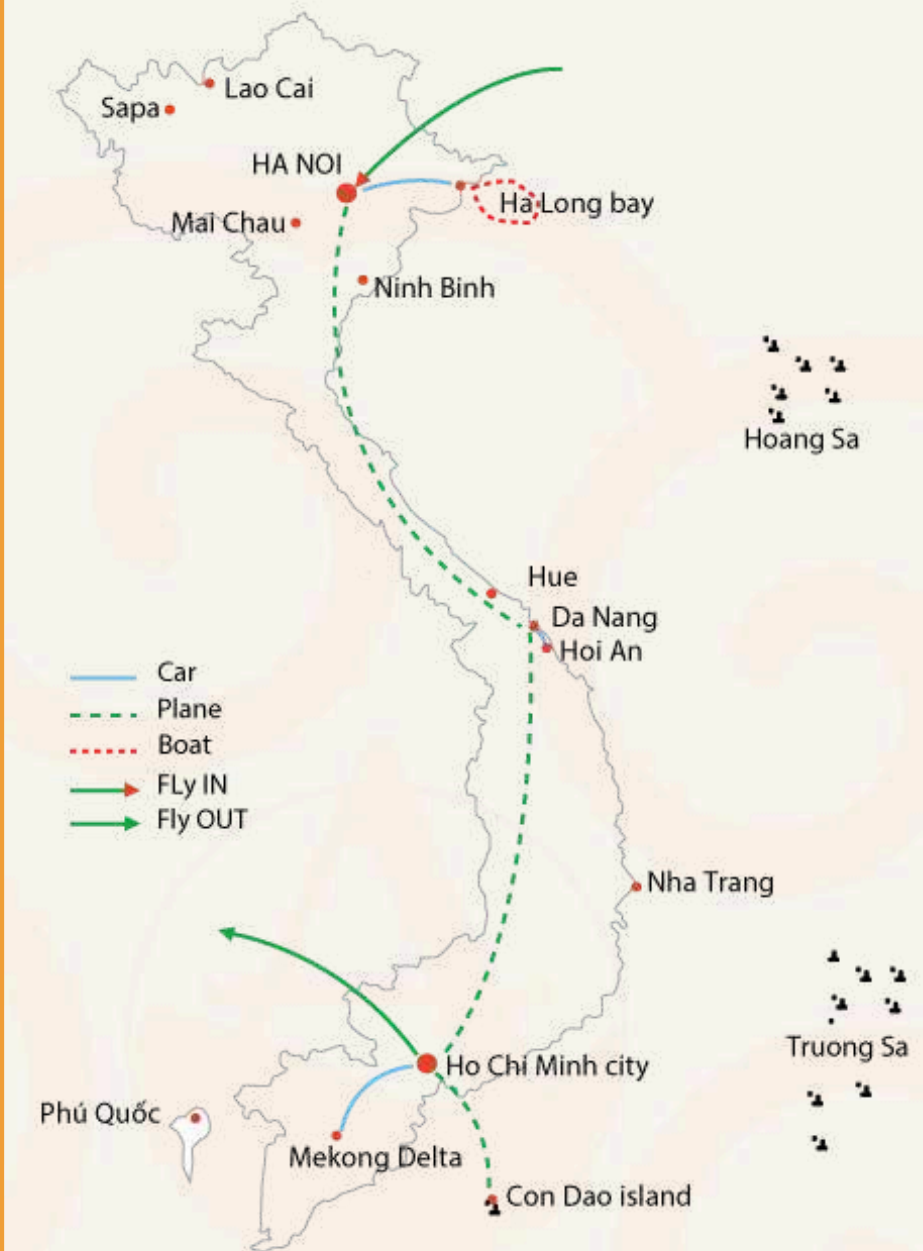 Lao Cai
Sapa
HA NOI
Ha Long bay
Mai Chau
Ninh Binh
Hoang Sa
Hue
Da Nang
Hoi An
Car
Plane
Boat
FLy IN
Fly OUT
Nha Trang
Truong Sa
Ho Chi Minh city
Phú Quốc
Mekong Delta
Con Dao island